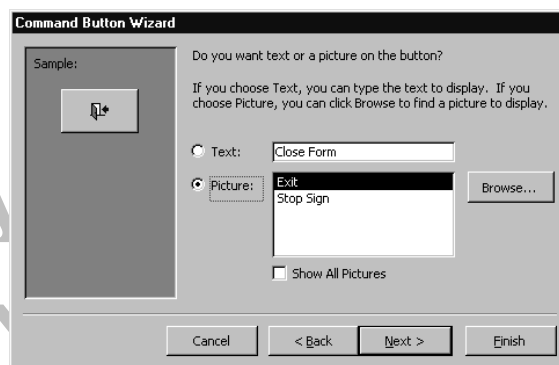 Command Button Wizard
Sample:
Do you want text or a picture on the button?
If you choose Text, you can type the text to display. If you
choose Picture, you can click Browse to find a picture to display.
Text: Close Form
Picture: Exit
Stop Sign
Browse...
Show All Pictures
Cancel < Back Next > Finish